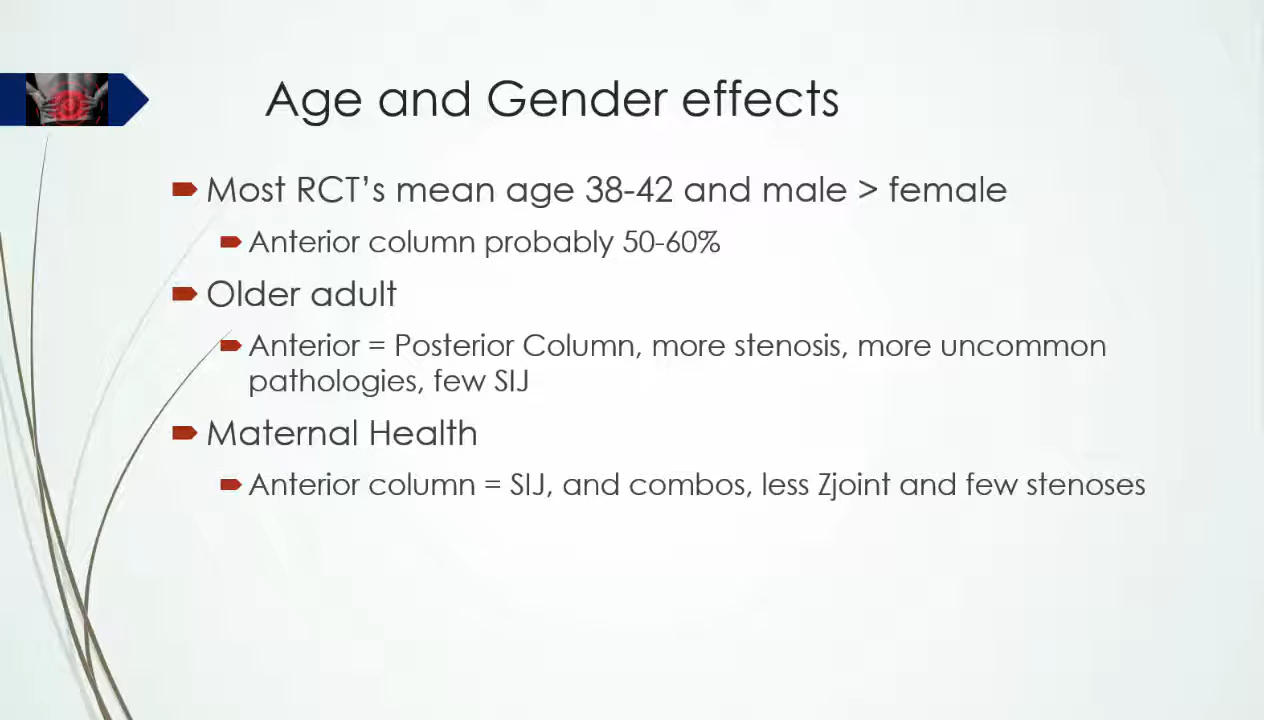 Age and Gender effects
Most RCT's mean age 38-42 and male > female
Anterior column probably 50-60%
Older adult
Anterior = Posterior Column, more stenosis, more uncommon
pathologies, few SIJ
Maternal Health
Anterior column = SIJ, and combos, less Zjoint and few stenoses